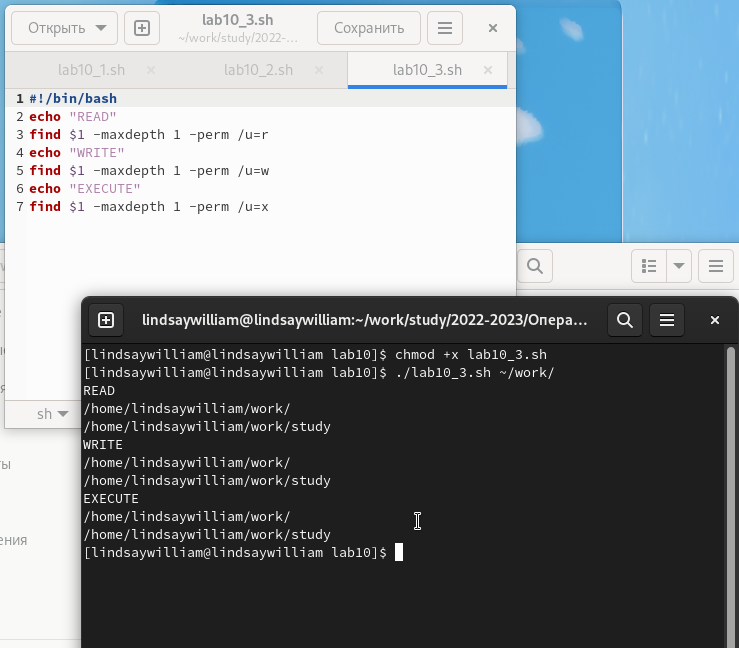 Открыть
lab10_3.sh
~/work/study/2022-...
Сохранить
lab10_1.sh
lab10_2.sh
lab10_3.sh
1 #!/bin/bash
2 echo "READ"
3 find $1 -maxdepth 1 -perm /u=r
4 echo "WRITE"
5 find $1 -maxdepth 1 -perm /u=w
6 echo "EXECUTE"
7 find $1 -maxdepth 1 -perm /u=x
sh
lindsaywilliam@lindsaywilliam:~/work/study/2022-2023/Опера...
[lindsaywilliam@lindsaywilliam lab10]$ chmod +x lab10_3.sh
[lindsaywilliam@lindsaywilliam lab10]$ ./lab10_3.sh ~/work/
READ
/home/lindsaywilliam/work/
/home/lindsaywilliam/work/study
WRITE
/home/lindsaywilliam/work/
/home/lindsaywilliam/work/study
EXECUTE
/home/lindsaywilliam/work/
/home/lindsaywilliam/work/study
[lindsaywilliam@lindsaywilliam lab10]$
ты
ения